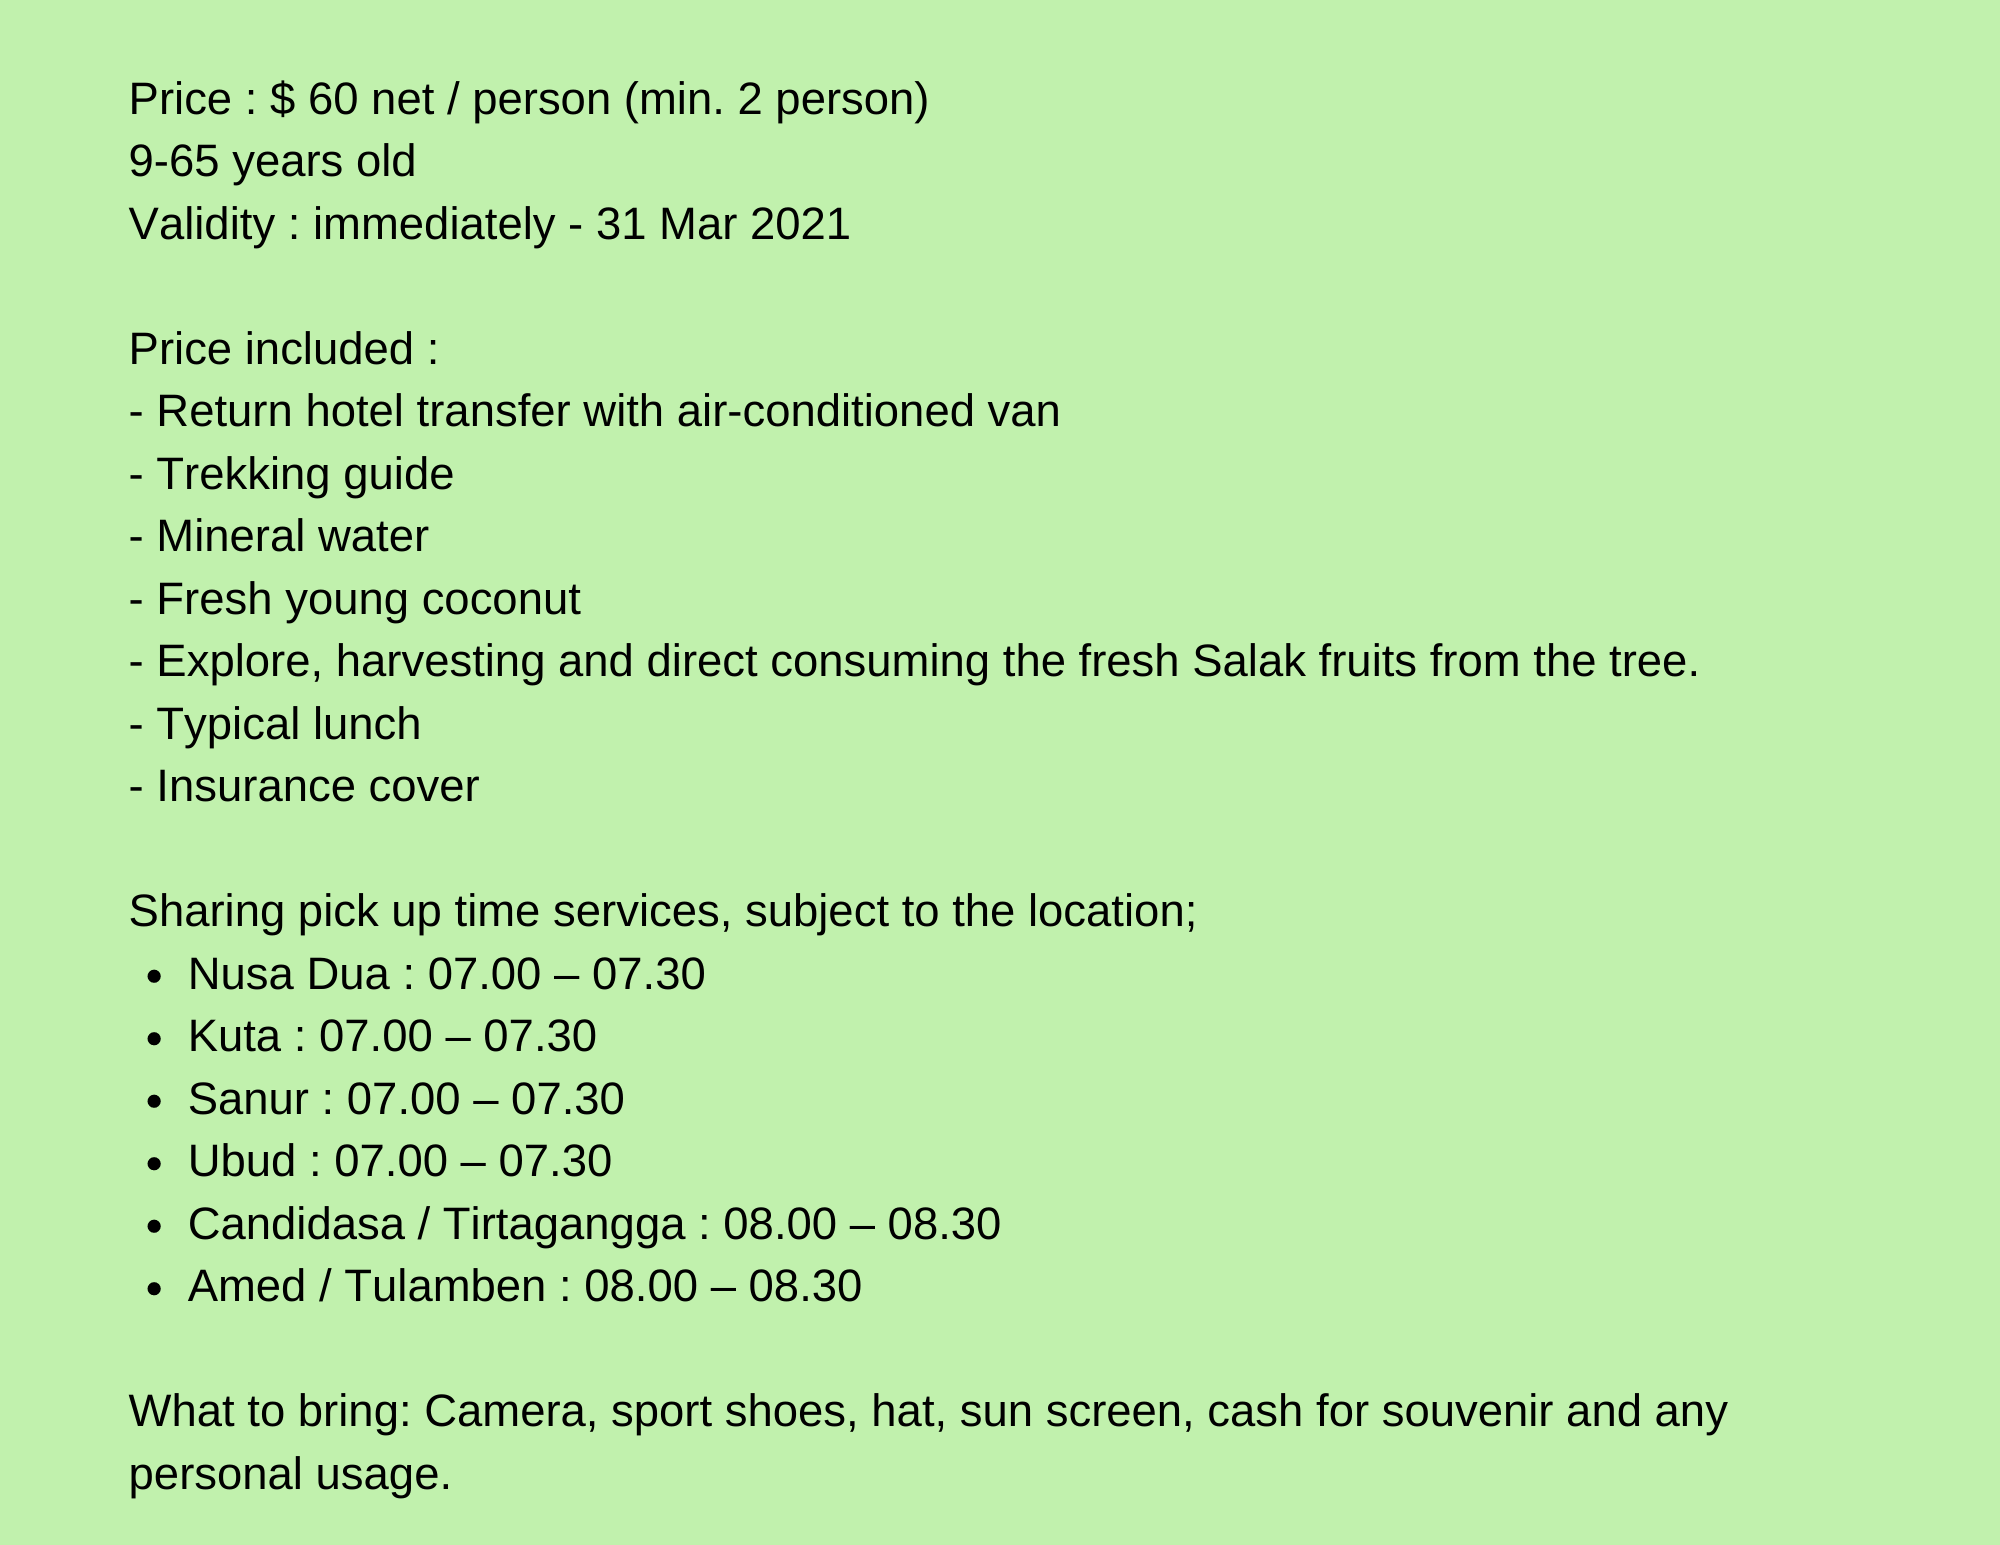 Price : $ 60 net / person (min. 2 person)
9-65 years old
Validity : immediately - 31 Mar 2021
Price included :
- Return hotel transfer with air-conditioned van
- Trekking guide
- Mineral water
- Fresh young coconut
- Explore, harvesting and direct consuming the fresh Salak fruits from the tree.
- Typical lunch
- Insurance cover
Sharing pick up time services, subject to the location;
• Nusa Dua : 07.00 – 07.30
• Kuta : 07.00 – 07.30
• Sanur : 07.00 – 07.30
• Ubud : 07.00 – 07.30
• Candidasa / Tirtagangga : 08.00 – 08.30
• Amed / Tulamben : 08.00 – 08.30
What to bring: Camera, sport shoes, hat, sun screen, cash for souvenir and any
personal usage.